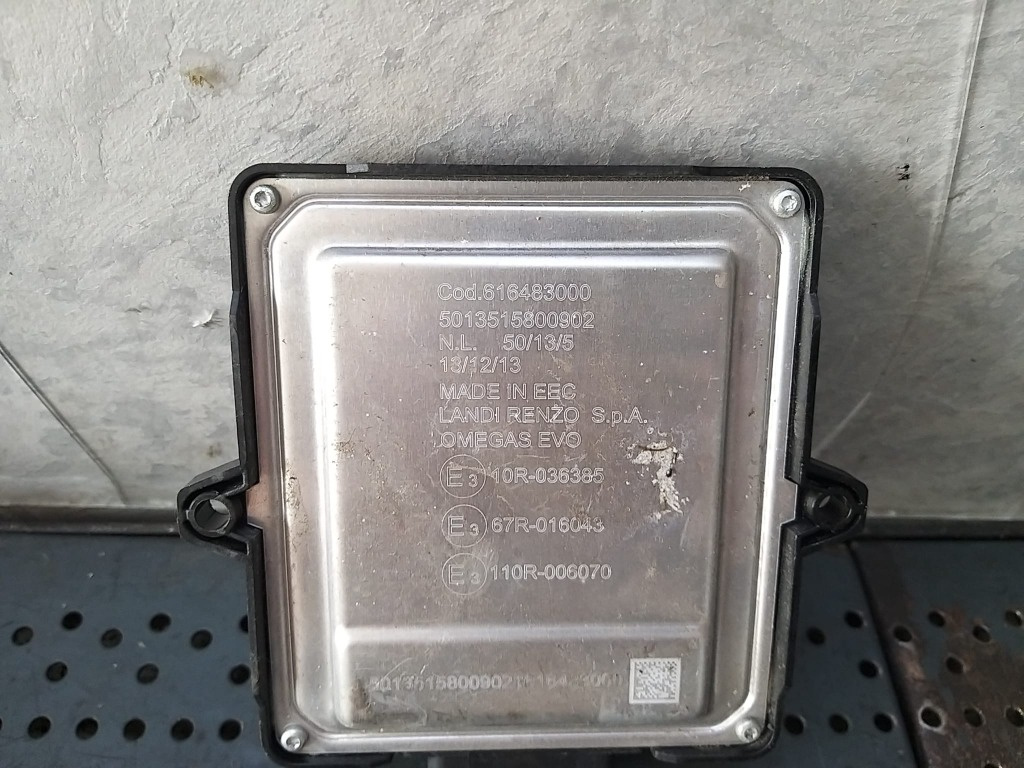 Cod.616483000
5013515800902
N.L. 50/13/5
13/12/13
MADE IN EEC
LANDI RENZO S.p.A.
OMEGAS EVO
E3 10R-036385
E3 67R-016043
E3 110R-006070